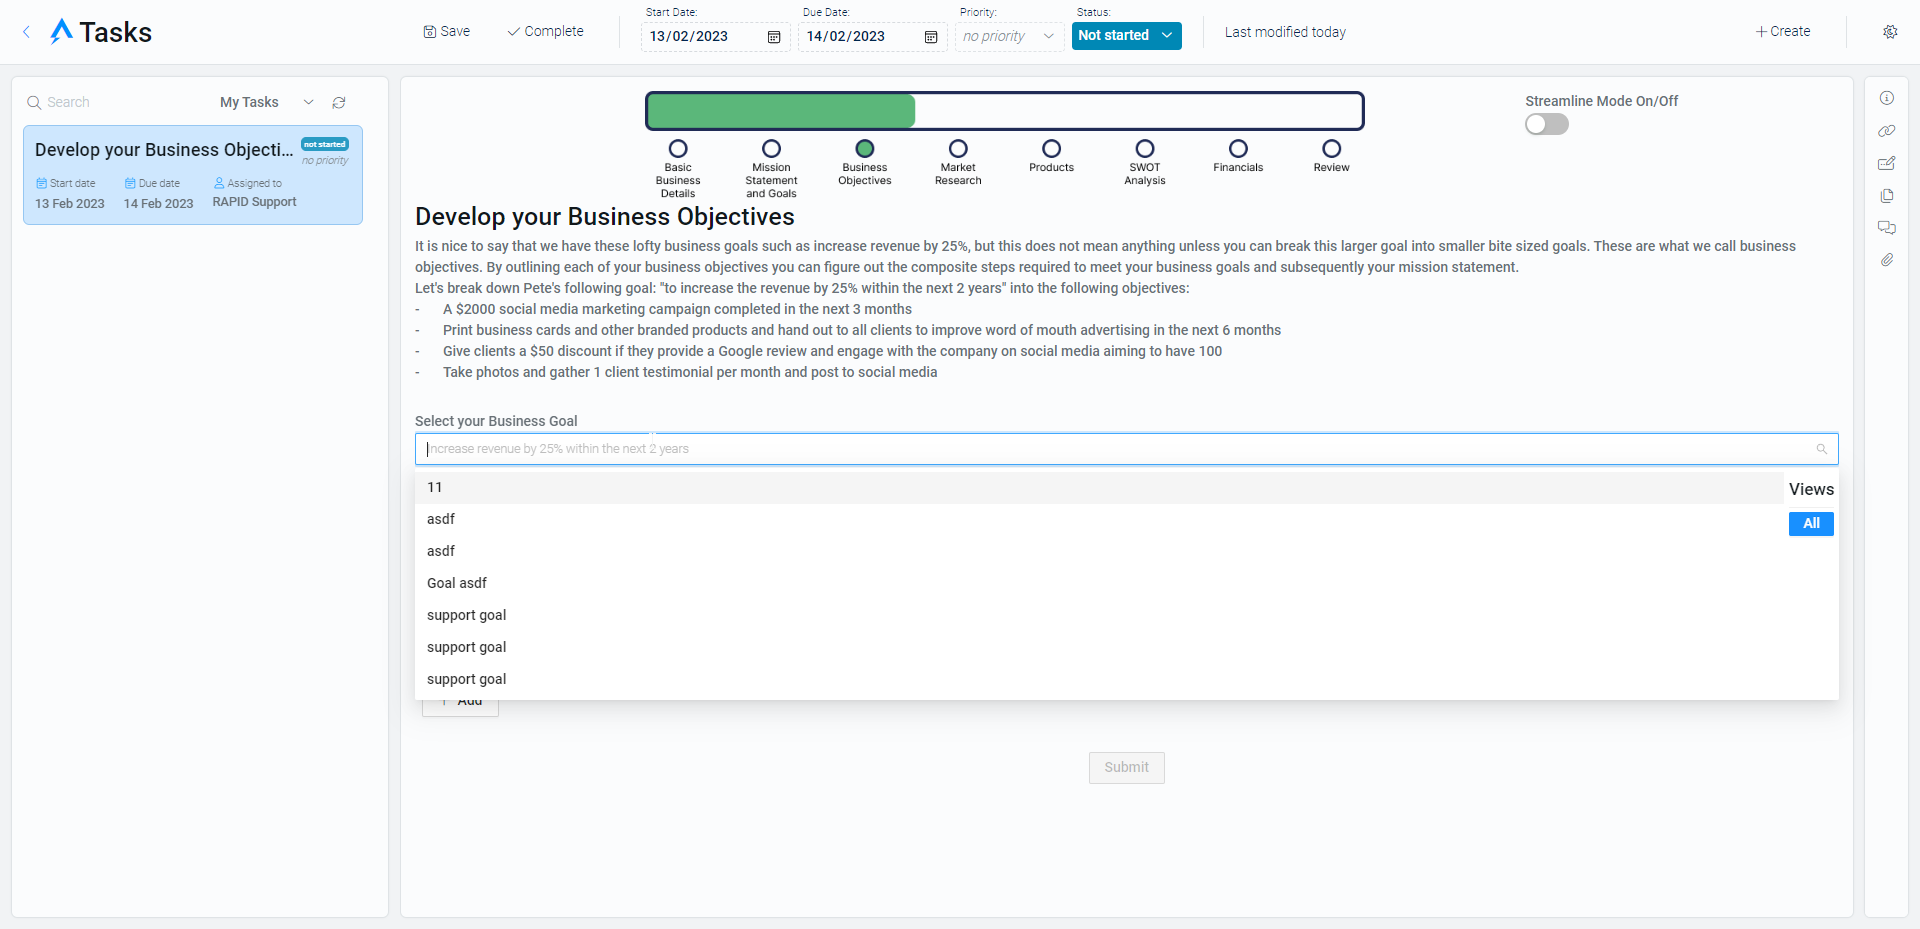 Tasks
Save
Complete
Start Date:
13/02/2023
Due Date:
14/02/2023
Priority:
no priority
Status:
Not started
Last modified today
Create
Search
My Tasks
Develop your Business Objecti...
not started
no priority
Start date
Due date
Assigned to
13 Feb 2023
14 Feb 2023
RAPID Support
Streamline Mode On/Off
Basic
Business
Details
Mission
Statement
and Goals
Business
Objectives
Market
Research
Products
SWOT
Analysis
Financials
Review
Develop your Business Objectives
It is nice to say that we have these lofty business goals such as increase revenue by 25%, but this does not mean anything unless you can break this larger goal into smaller bite sized goals. These are what we call business
objectives. By outlining each of your business objectives you can figure out the composite steps required to meet your business goals and subsequently your mission statement.
Let's break down Pete's following goal: "to increase the revenue by 25% within the next 2 years" into the following objectives:
- A $2000 social media marketing campaign completed in the next 3 months
- Print business cards and other branded products and hand out to all clients to improve word of mouth advertising in the next 6 months
- Give clients a $50 discount if they provide a Google review and engage with the company on social media aiming to have 100
- Take photos and gather 1 client testimonial per month and post to social media
Select your Business Goal
Increase revenue by 25% within the next 2 years
11
asdf
asdf
Goal asdf
support goal
support goal
support goal
Views
All
Add
Submit